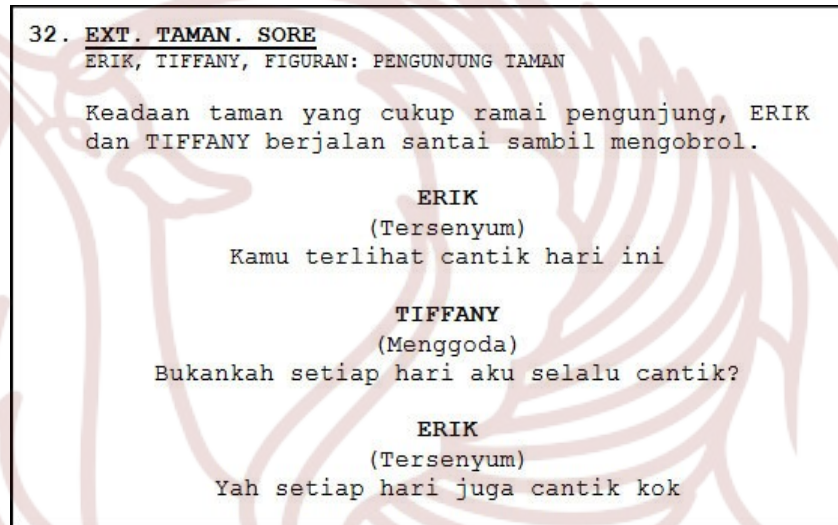 32. EXT. TAMAN. SORE
ERIK, TIFFANY, FIGURAN: PENGUNJUNG TAMAN
Keadaan taman yang cukup ramai pengunjung, ERIK
dan TIFFANY berjalan santai sambil mengobrol.
ERIK
(Tersenyum)
Kamu terlihat cantik hari ini
TIFFANY
(Menggoda)
Bukankah setiap hari aku selalu cantik?
ERIK
(Tersenyum)
Yah setiap hari juga cantik kok